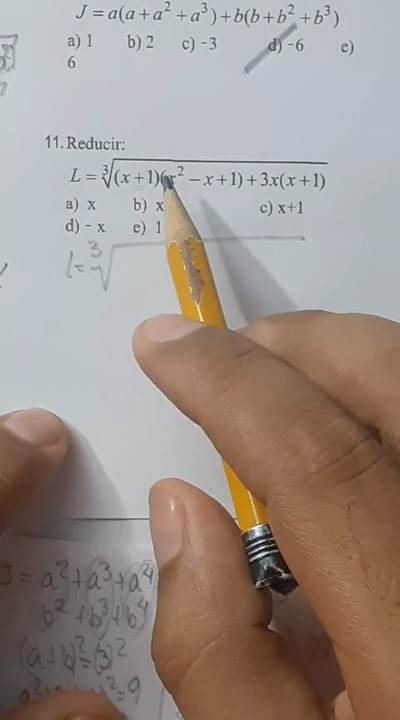 J = a(a + a² + a³) + b(b + b² + b³)
a) 1 b) 2 c) -3 d) -6 e)
6
11. Reducir:
L = ∛((x+1)(x² - x + 1) + 3x(x+1))
a) x b) x c) x+1
d) - x e) 1
L = ∛
J = a² + a³ + a⁴
b² + b³ + b⁴
(a+b)² = (3)²
= 9